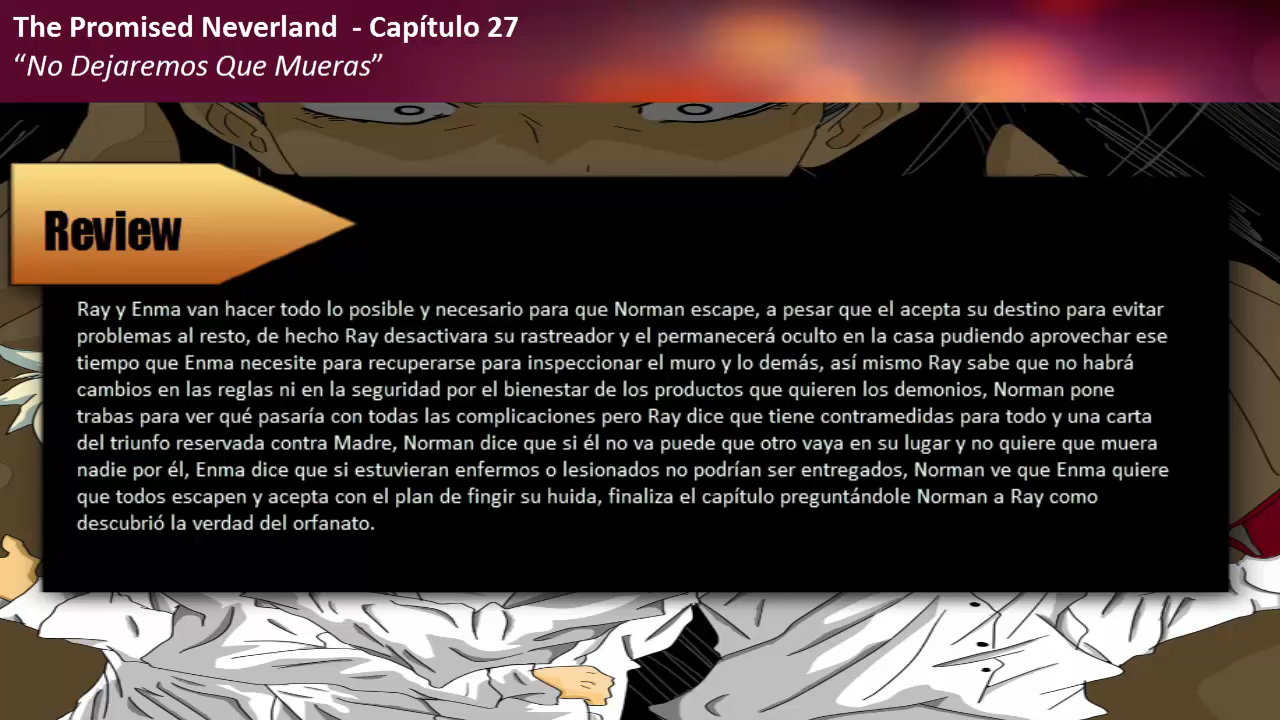 The Promised Neverland - Capítulo 27
“No Dejaremos Que Mueras”
Review
Ray y Enma van hacer todo lo posible y necesario para que Norman escape, a pesar que el acepta su destino para evitar
problemas al resto, de hecho Ray desactivara su rastreador y el permanecerá oculto en la casa pudiendo aprovechar ese
tiempo que Enma necesite para recuperarse para inspeccionar el muro y lo demás, así mismo Ray sabe que no habrá
cambios en las reglas ni en la seguridad por el bienestar de los productos que quieren los demonios, Norman pone
trabas para ver qué pasaría con todas las complicaciones pero Ray dice que tiene contramedidas para todo y una carta
del triunfo reservada contra Madre, Norman dice que si él no va puede que otro vaya en su lugar y no quiere que muera
nadie por él, Enma dice que si estuvieran enfermos o lesionados no podrían ser entregados, Norman ve que Enma quiere
que todos escapen y acepta con el plan de fingir su huida, finaliza el capítulo preguntándole Norman a Ray como
descubrió la verdad del orfanato.